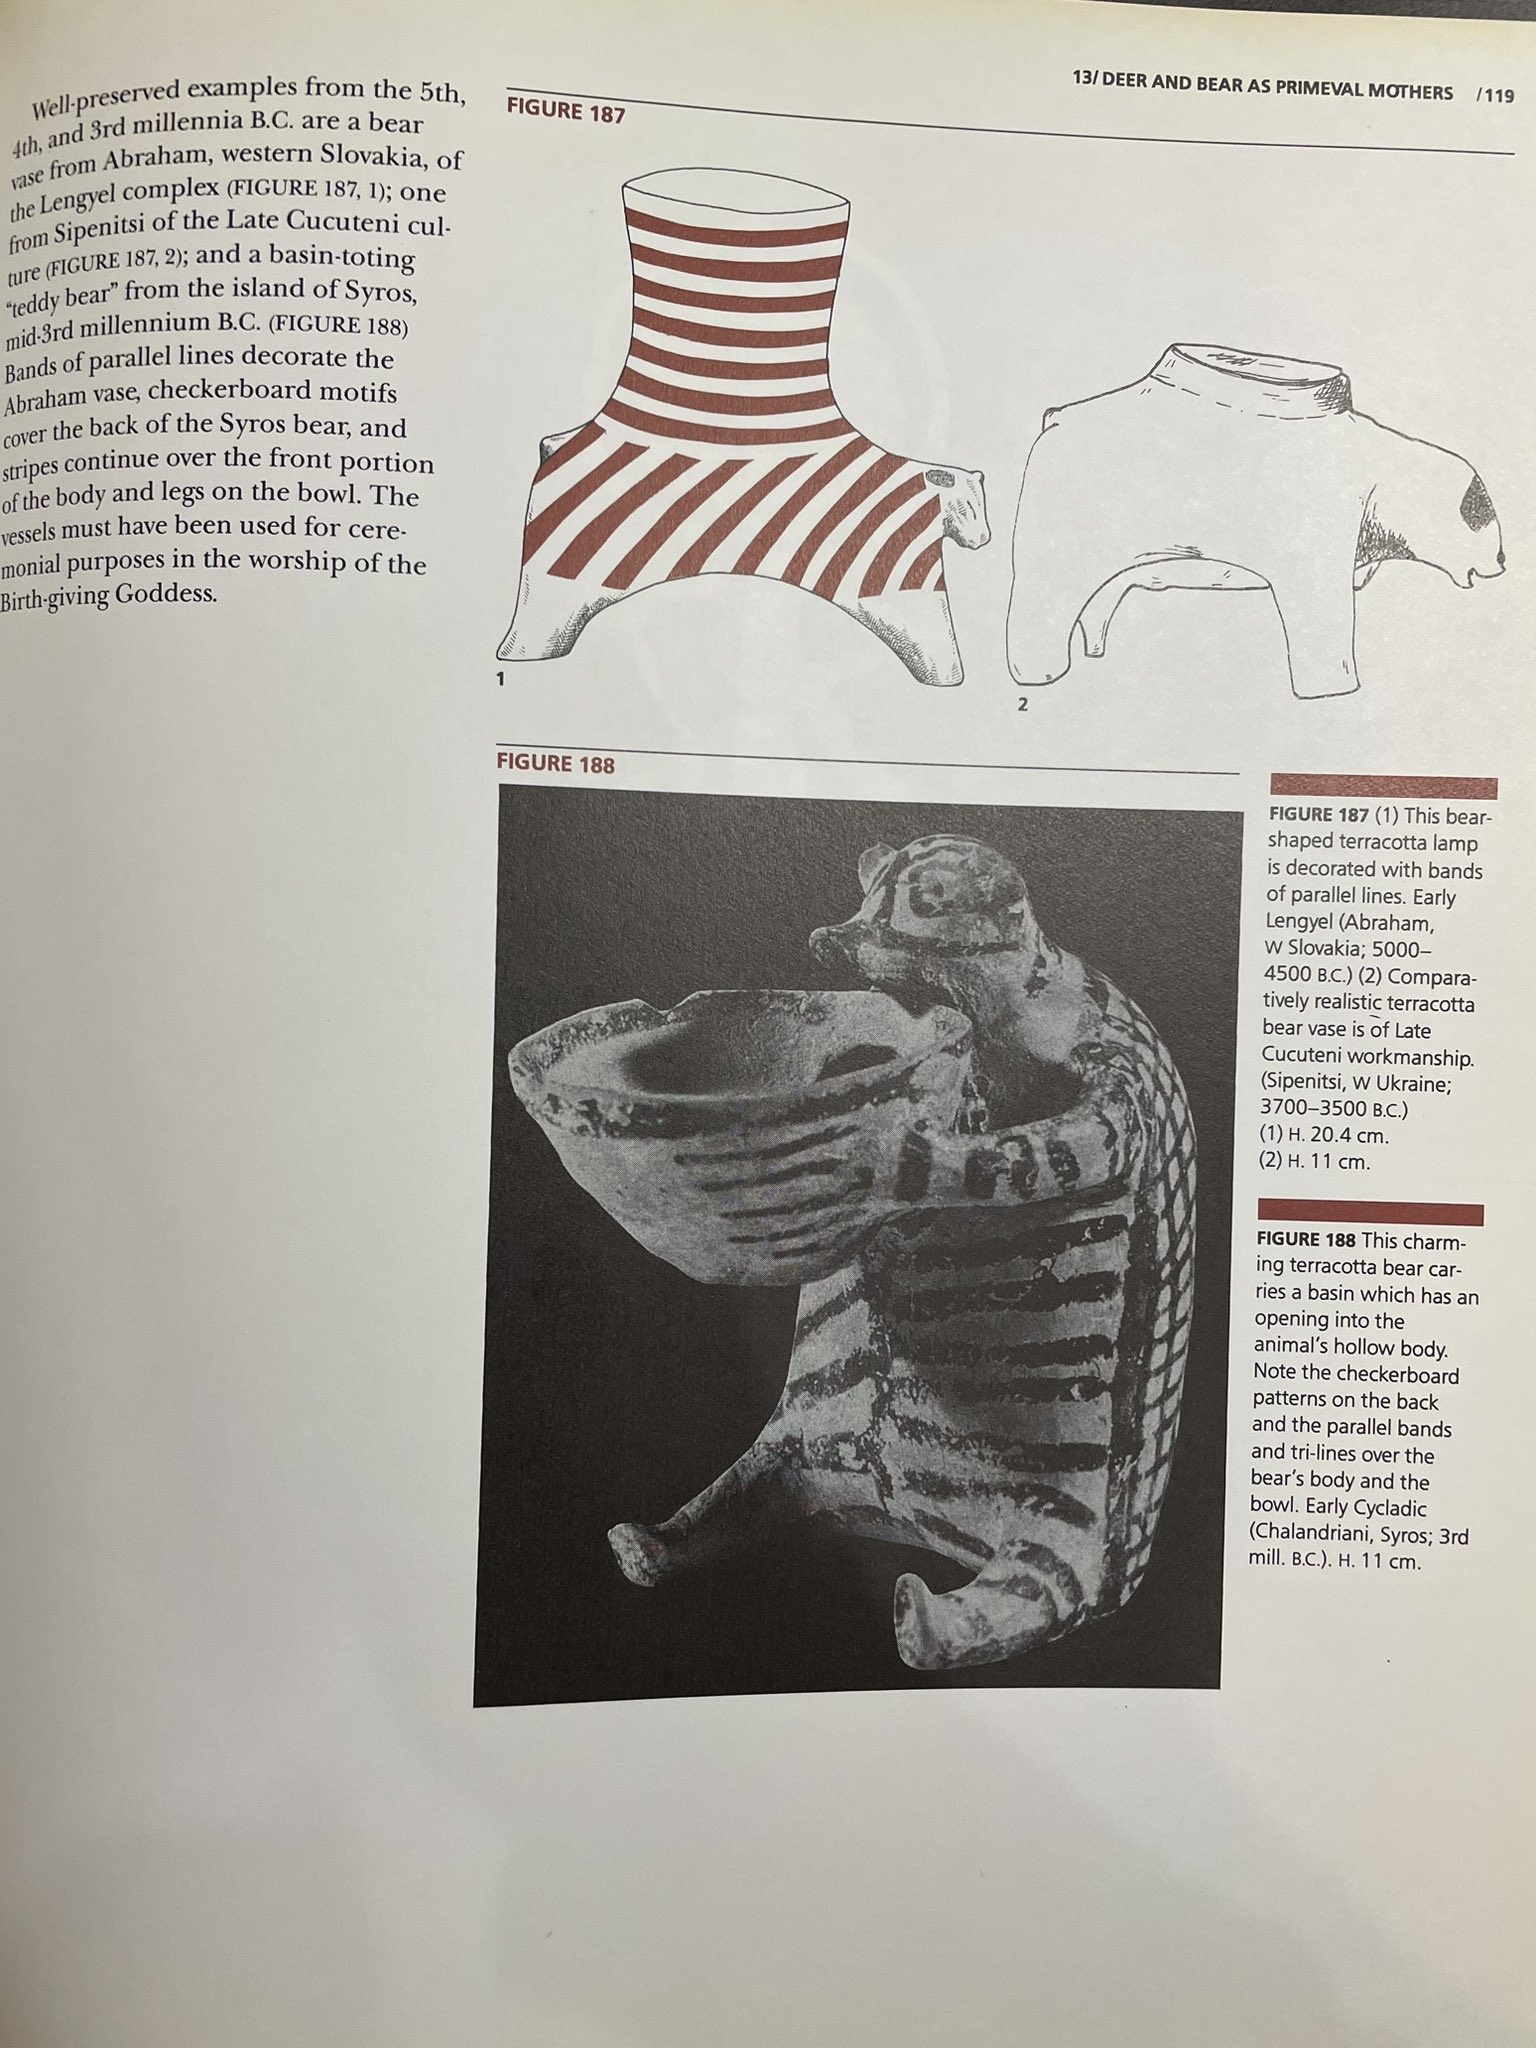 13/ DEER AND BEAR AS PRIMEVAL MOTHERS /119
Well-preserved examples from the 5th,
4th, and 3rd millennia B.C. are a bear
vase from Abraham, western Slovakia, of
the Lengyel complex (FIGURE 187, 1); one
from Sipenitsi of the Late Cucuteni cul-
ture (FIGURE 187, 2); and a basin-toting
“teddy bear” from the island of Syros,
mid-3rd millennium B.C. (FIGURE 188)
Bands of parallel lines decorate the
Abraham vase, checkerboard motifs
cover the back of the Syros bear, and
stripes continue over the front portion
of the body and legs on the bowl. The
vessels must have been used for cere-
monial purposes in the worship of the
Birth-giving Goddess.
FIGURE 187
1
2
FIGURE 188
FIGURE 187 (1) This bear-
shaped terracotta lamp
is decorated with bands
of parallel lines. Early
Lengyel (Abraham,
W Slovakia; 5000–
4500 B.C.) (2) Compara-
tively realistic terracotta
bear vase is of Late
Cucuteni workmanship.
(Sipenitsi, W Ukraine;
3700–3500 B.C.)
(1) H. 20.4 cm.
(2) H. 11 cm.
FIGURE 188 This charm-
ing terracotta bear car-
ries a basin which has an
opening into the
animal's hollow body.
Note the checkerboard
patterns on the back
and the parallel bands
and tri-lines over the
bear's body and the
bowl. Early Cycladic
(Chalandriani, Syros; 3rd
mill. B.C.). H. 11 cm.